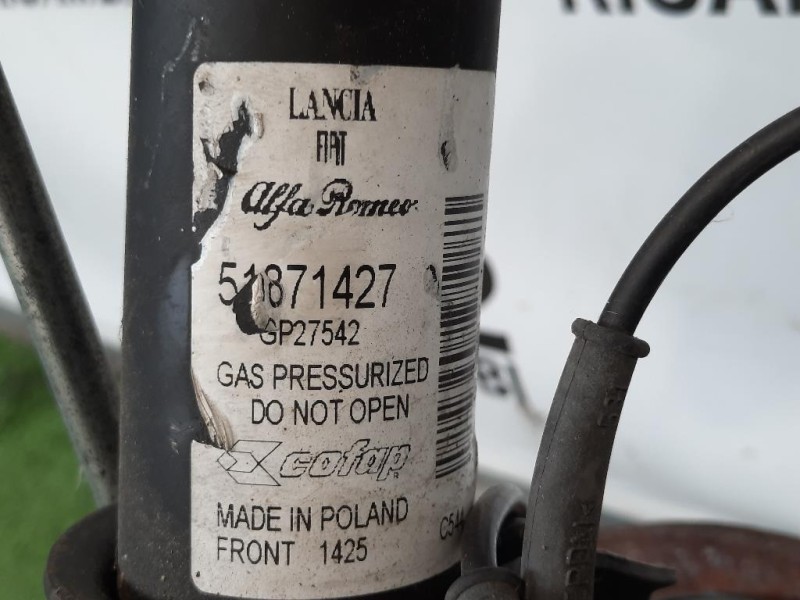 LANCIA
FIAT
Alfa Romeo
51871427
GP27542
GAS PRESSURIZED
DO NOT OPEN
cofap
MADE IN POLAND
FRONT 1425